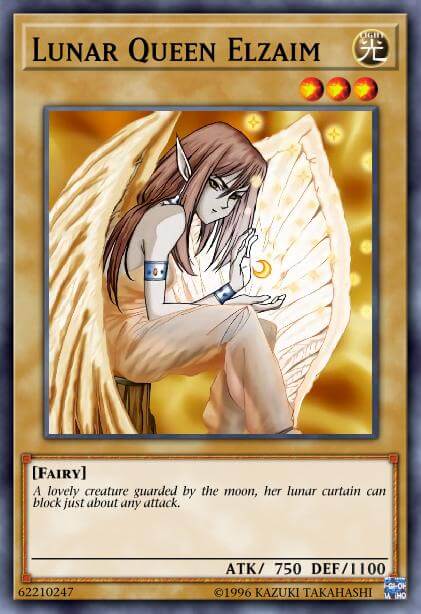 Lunar Queen Elzaim
LIGHT
光
[Fairy]
A lovely creature guarded by the moon, her lunar curtain can
block just about any attack.
ATK/ 750 DEF/1100
62210247
©1996 KAZUKI TAKAHASHI